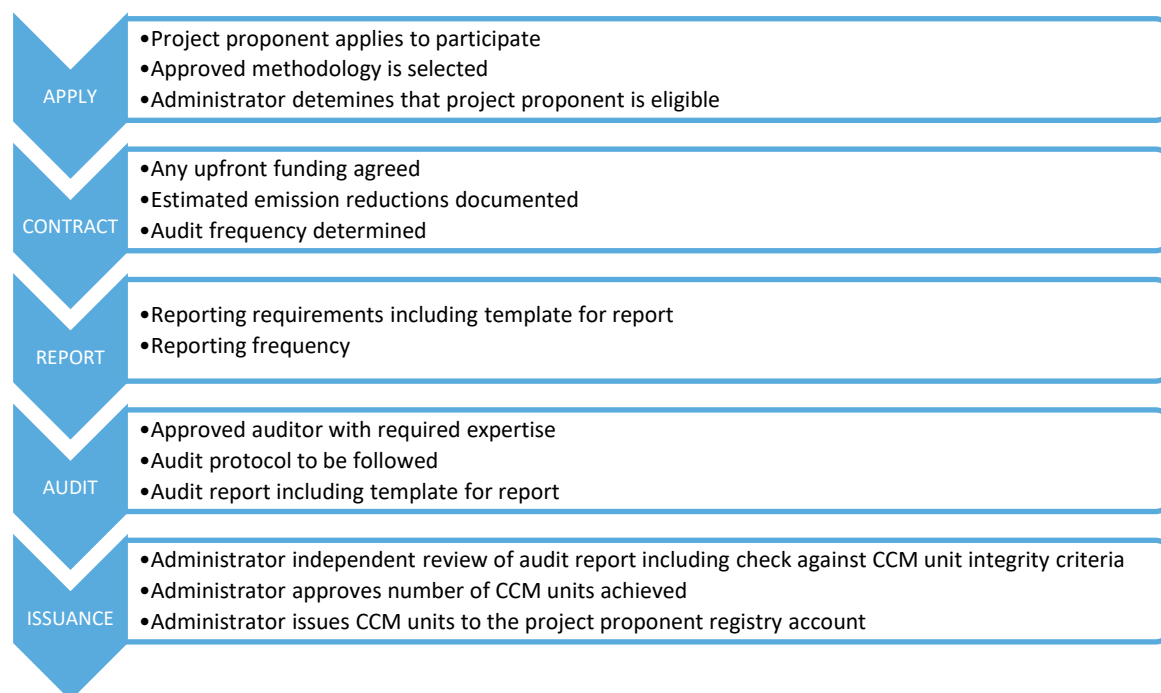 APPLY
•Project proponent applies to participate
•Approved methodology is selected
•Administrator detemines that project proponent is eligible
CONTRACT
•Any upfront funding agreed
•Estimated emission reductions documented
•Audit frequency determined
REPORT
•Reporting requirements including template for report
•Reporting frequency
AUDIT
•Approved auditor with required expertise
•Audit protocol to be followed
•Audit report including template for report
ISSUANCE
•Administrator independent review of audit report including check against CCM unit integrity criteria
•Administrator approves number of CCM units achieved
•Administrator issues CCM units to the project proponent registry account